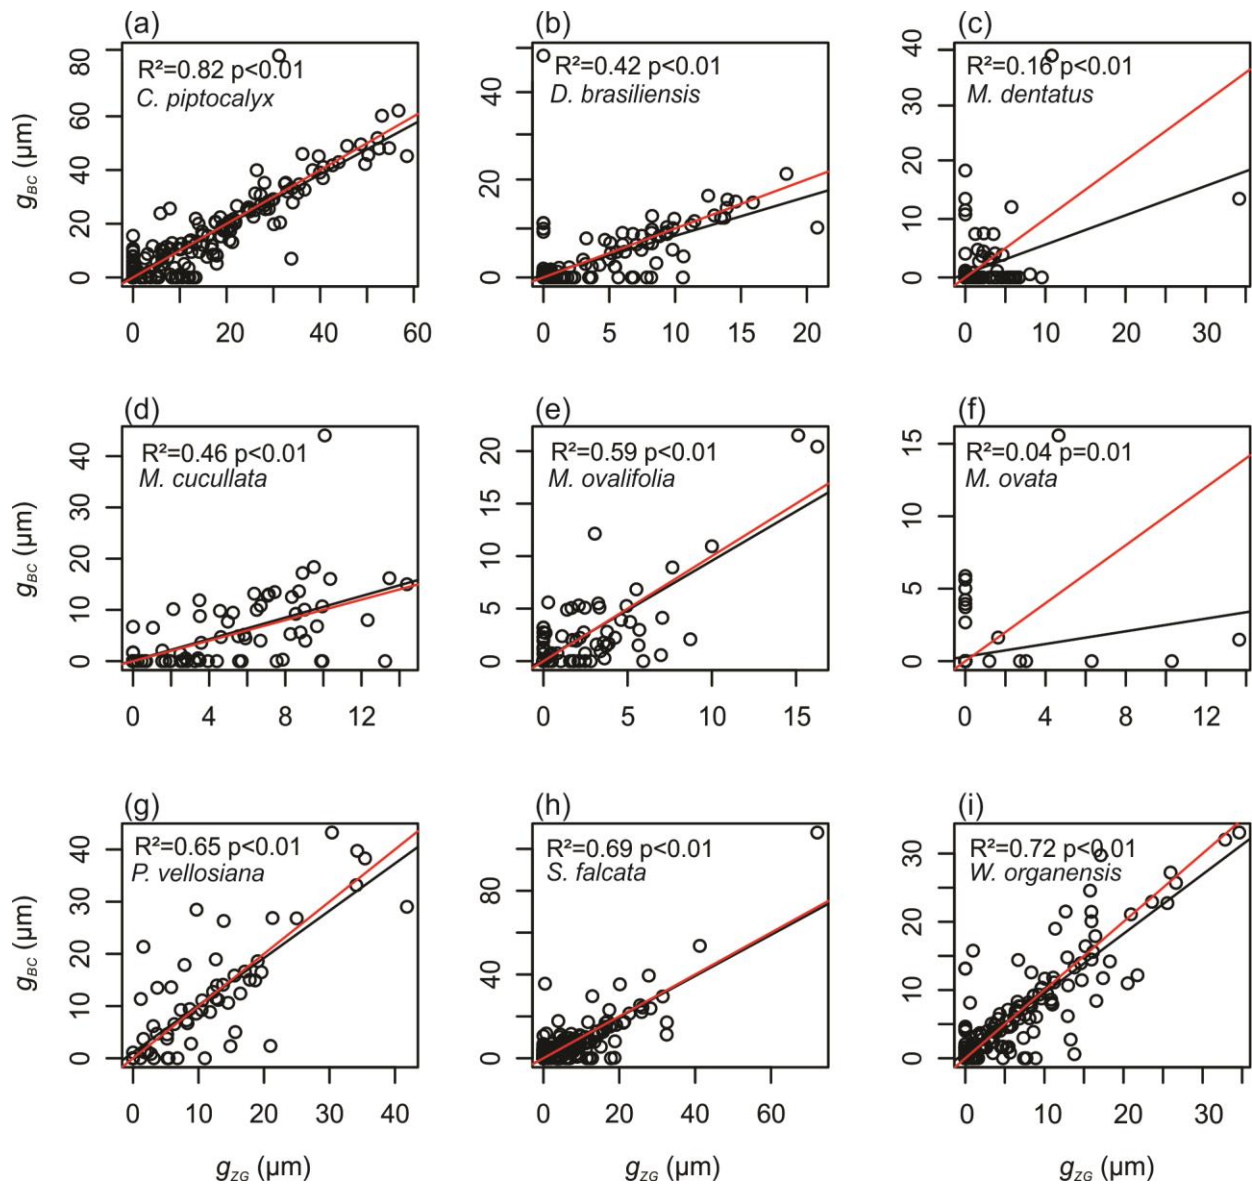 (a)
R²=0.82 p<0.01
C. piptocalyx
g_BC (µm)
0 20 40 60 80
0 20 40 60
(b)
R²=0.42 p<0.01
D. brasiliensis
0 20 40
0 5 10 15 20
(c)
R²=0.16 p<0.01
M. dentatus
0 10 20 30 40
0 10 20 30
(d)
R²=0.46 p<0.01
M. cucullata
g_BC (µm)
0 10 20 30 40
0 4 8 12
(e)
R²=0.59 p<0.01
M. ovalifolia
0 5 10 15 20
0 5 10 15
(f)
R²=0.04 p=0.01
M. ovata
0 5 10 15
0 4 8 12
(g)
R²=0.65 p<0.01
P. vellosiana
g_BC (µm)
0 10 20 30 40
0 10 20 30 40
g_ZG (µm)
(h)
R²=0.69 p<0.01
S. falcata
0 40 80
0 20 40 60
g_ZG (µm)
(i)
R²=0.72 p<0.01
W. organensis
0 10 20 30
0 10 20 30
g_ZG (µm)